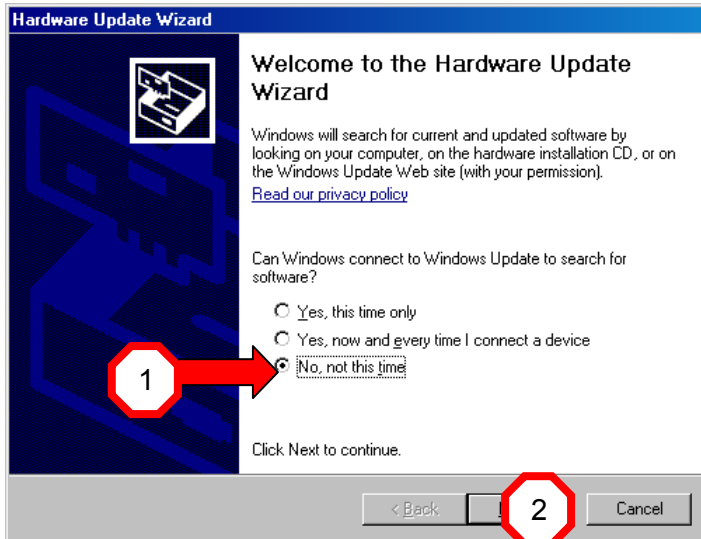 Hardware Update Wizard
Welcome to the Hardware Update
Wizard
Windows will search for current and updated software by
looking on your computer, on the hardware installation CD, or on
the Windows Update Web site (with your permission).
Read our privacy policy
Can Windows connect to Windows Update to search for
software?
Yes, this time only
Yes, now and every time I connect a device
1
No, not this time
Click Next to continue.
< Back
2
Cancel